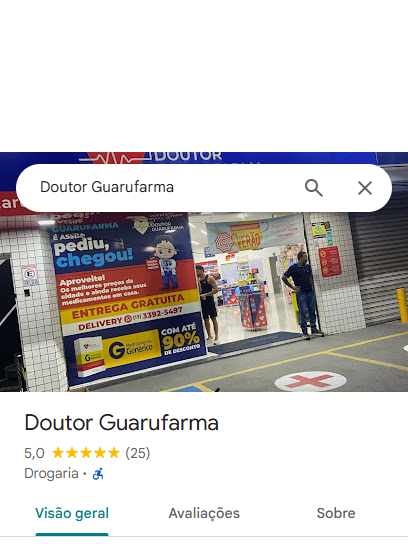 DOUTOR
Doutor Guarufarma
DOUTOR
GUARUFARMA
GUARUFARMA
É ASSIM
pediu,
chegou!
VERÃO
Aproveite!
Os melhores preços da
cidade e ainda receba seus
medicamentos em casa.
ENTREGA GRATUITA
DELIVERY (13) 3392-5497
COM ATÉ
90%
DE DESCONTO
G Medicamento
Genérico
Doutor Guarufarma
5,0 ★★★★★ (25)
Drogaria ·
Visão geral
Avaliações
Sobre